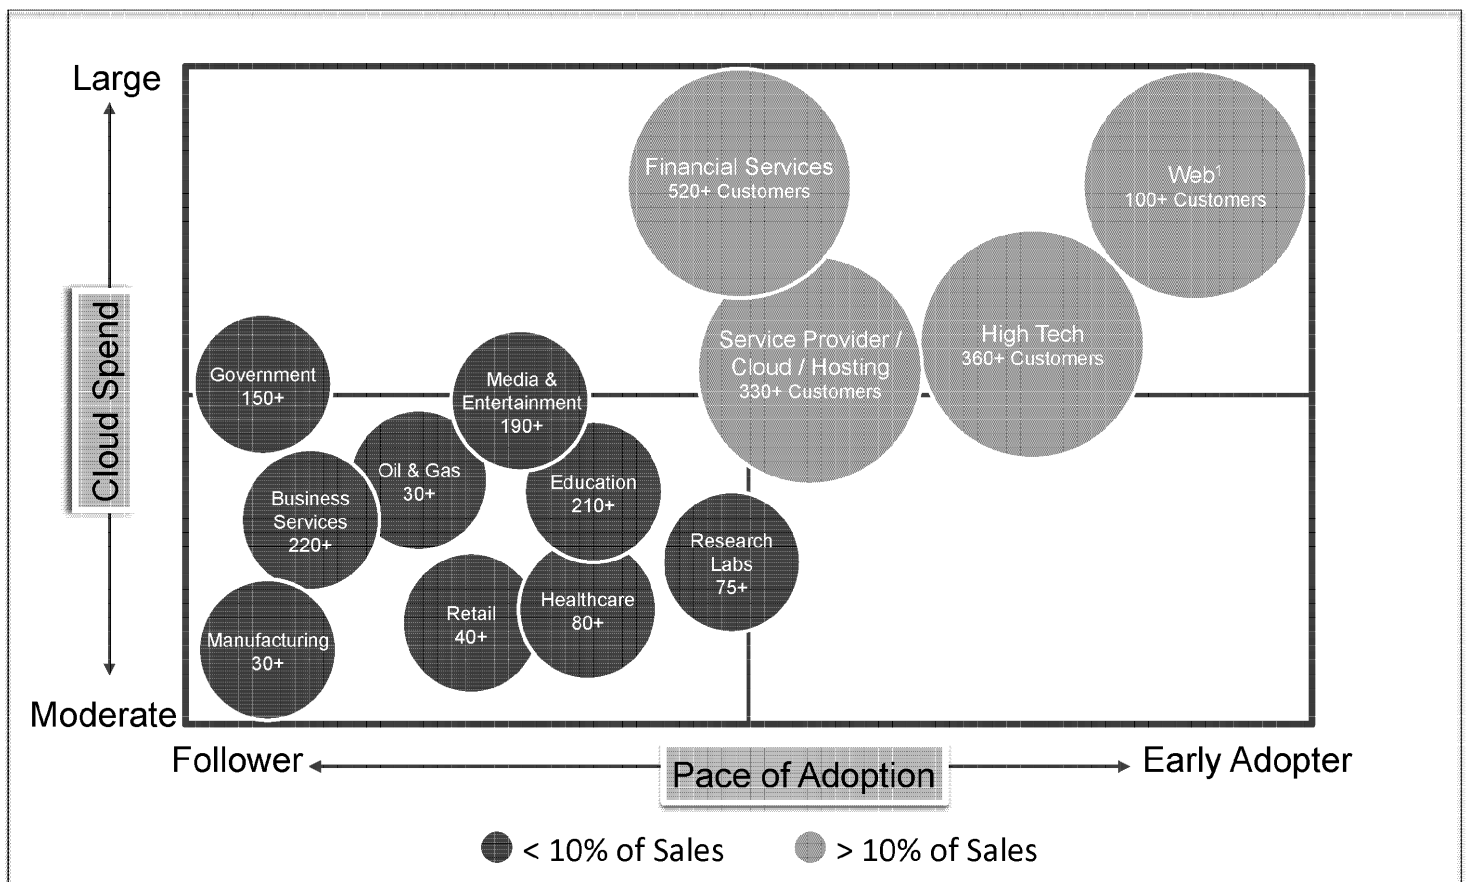 Large
Financial Services
520+ Customers
Web¹
100+ Customers
Service Provider /
Cloud / Hosting
330+ Customers
High Tech
360+ Customers
Cloud Spend
Government
150+
Media &
Entertainment
190+
Oil & Gas
30+
Education
210+
Business
Services
220+
Research
Labs
75+
Retail
40+
Healthcare
80+
Manufacturing
30+
Moderate
Follower
Pace of Adoption
Early Adopter
< 10% of Sales
> 10% of Sales